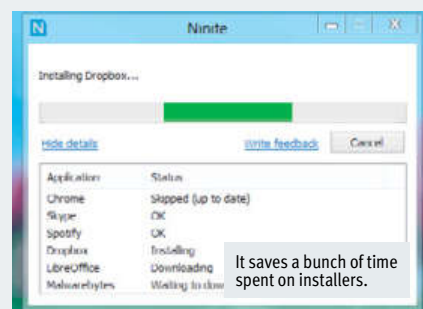 Ninite
Installing Dropbox...
Hide details Write feedback Cancel
Application Status
Chrome Skipped (up to date)
Skype OK
Spotify OK
Dropbox Installing
LibreOffice Downloading
Malwarebytes Waiting to dow
It saves a bunch of time
spent on installers.